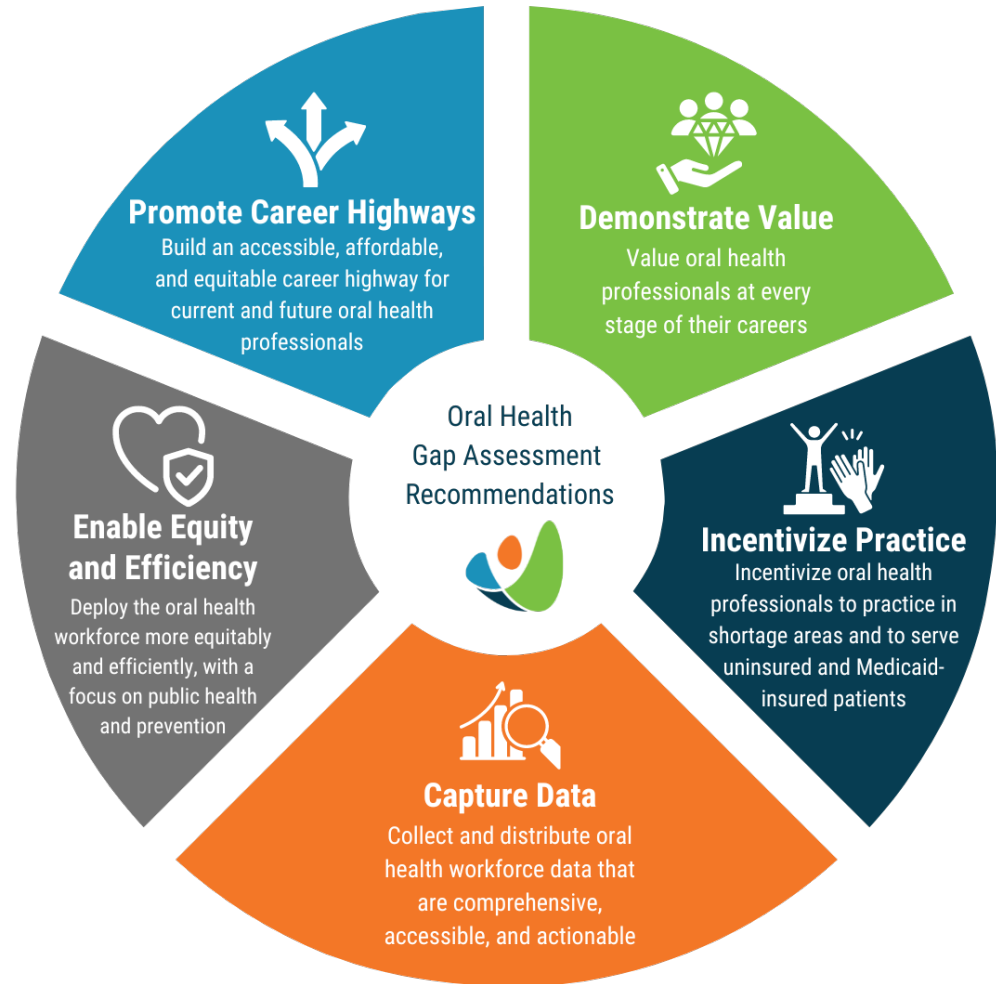 Promote Career Highways
Build an accessible, affordable,
and equitable career highway for
current and future oral health
professionals
Demonstrate Value
Value oral health
professionals at every
stage of their careers
Oral Health
Gap Assessment
Recommendations
Enable Equity
and Efficiency
Deploy the oral health
workforce more equitably
and efficiently, with a
focus on public health
and prevention
Incentivize Practice
Incentivize oral health
professionals to practice in
shortage areas and to serve
uninsured and Medicaid-
insured patients
Capture Data
Collect and distribute oral
health workforce data that
are comprehensive,
accessible, and actionable